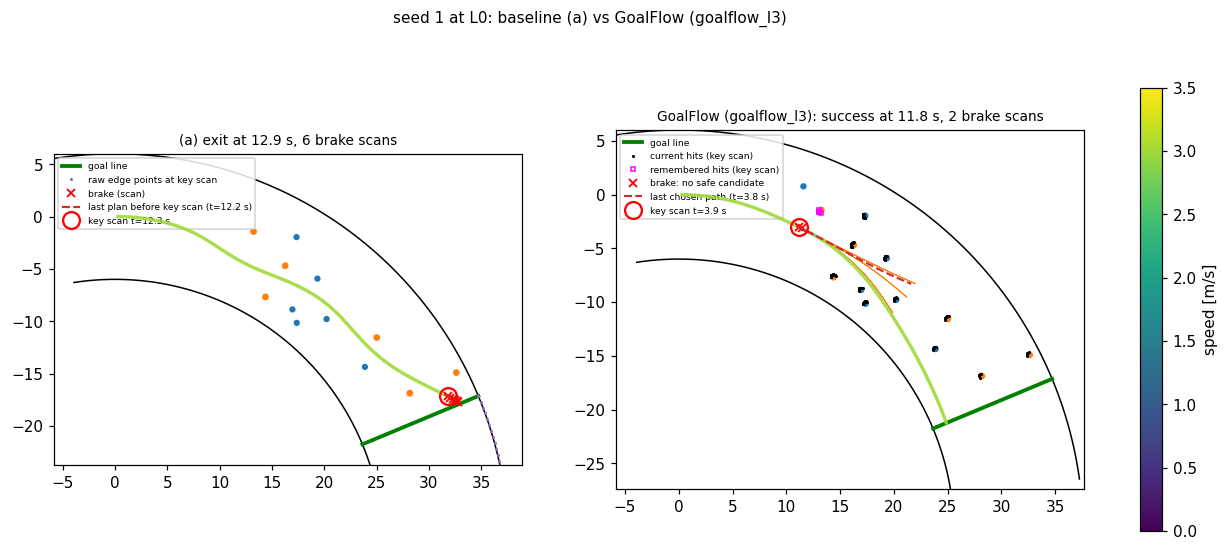 seed 1 at L0: baseline (a) vs GoalFlow (goalflow_l3)
(a) exit at 12.9 s, 6 brake scans
goal line
raw edge points at key scan
brake (scan)
last plan before key scan (t=12.2 s)
key scan t=12.3 s
5
0
−5
−10
−15
−20
−5
0
5
10
15
20
25
30
35
GoalFlow (goalflow_l3): success at 11.8 s, 2 brake scans
goal line
current hits (key scan)
remembered hits (key scan)
brake: no safe candidate
last chosen path (t=3.8 s)
key scan t=3.9 s
5
0
−5
−10
−15
−20
−25
−5
0
5
10
15
20
25
30
35
3.5
3.0
2.5
2.0
1.5
1.0
0.5
0.0
speed [m/s]